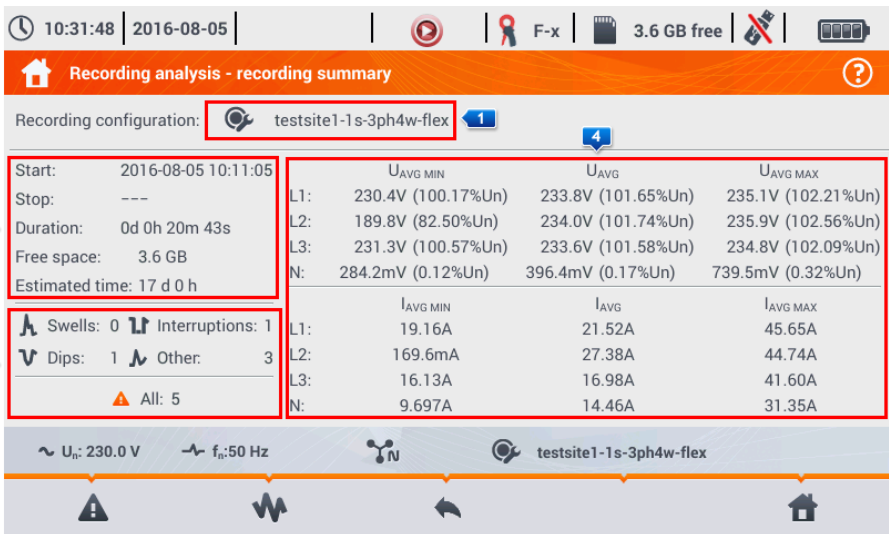 10:31:48 2016-08-05 F-x 3.6 GB free
Recording analysis - recording summary ?
Recording configuration: testsite1-1s-3ph4w-flex 1
4
Start: 2016-08-05 10:11:05
Stop: ---
Duration: 0d 0h 20m 43s
Free space: 3.6 GB
Estimated time: 17 d 0 h
Swells: 0 Interruptions: 1
Dips: 1 Other: 3
All: 5
UAVG MIN UAVG UAVG MAX
L1: 230.4V (100.17%Un) 233.8V (101.65%Un) 235.1V (102.21%Un)
L2: 189.8V (82.50%Un) 234.0V (101.74%Un) 235.9V (102.56%Un)
L3: 231.3V (100.57%Un) 233.6V (101.58%Un) 234.8V (102.09%Un)
N: 284.2mV (0.12%Un) 396.4mV (0.17%Un) 739.5mV (0.32%Un)
IAVG MIN IAVG IAVG MAX
L1: 19.16A 21.52A 45.65A
L2: 169.6mA 27.38A 44.74A
L3: 16.13A 16.98A 41.60A
N: 9.697A 14.46A 31.35A
Un: 230.0 V fn:50 Hz N testsite1-1s-3ph4w-flex